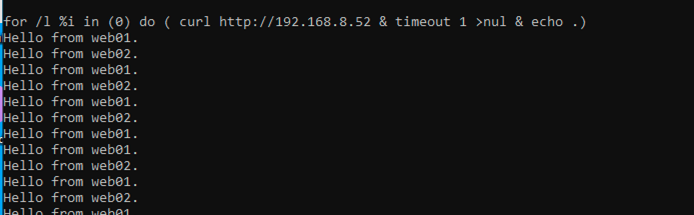 for /l %i in (0) do ( curl http://192.168.8.52 & timeout 1 >nul & echo .)
Hello from web01.
Hello from web02.
Hello from web01.
Hello from web02.
Hello from web01.
Hello from web02.
Hello from web01.
Hello from web01.
Hello from web02.
Hello from web01.
Hello from web02.
Hello from web01